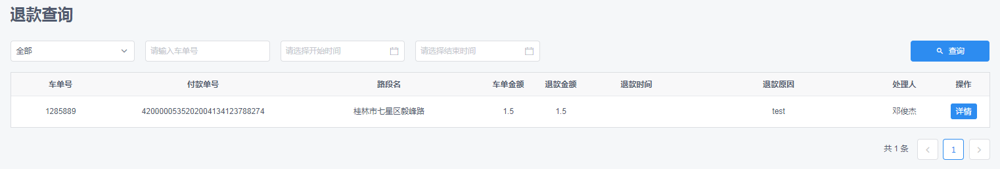 退款查询
全部 请输入车单号 请选择开始时间 请选择结束时间 查询
车单号 付款单号 路段名 车单金额 退款金额 退款时间 退款原因 处理人 操作
1285889 4200000535202004134123788274 桂林市七星区毅峰路 1.5 1.5 test 邓俊杰 详情
共 1 条 1